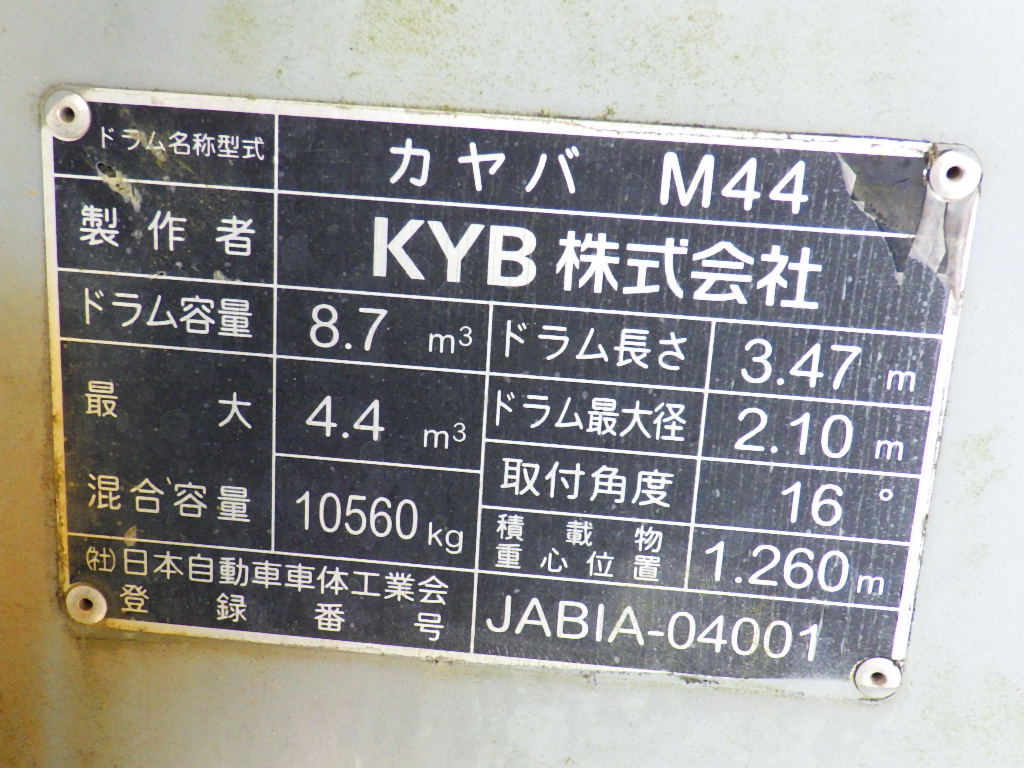 ドラム名称型式 カヤバ M44
製作者 KYB株式会社
ドラム容量 8.7 m³ ドラム長さ 3.47 m
最大 4.4 m³ ドラム最大径 2.10 m
混合容量 10560 kg 取付角度 16°
積載物
重心位置 1.260 m
(社)日本自動車車体工業会
登録番号 JABIA-04001